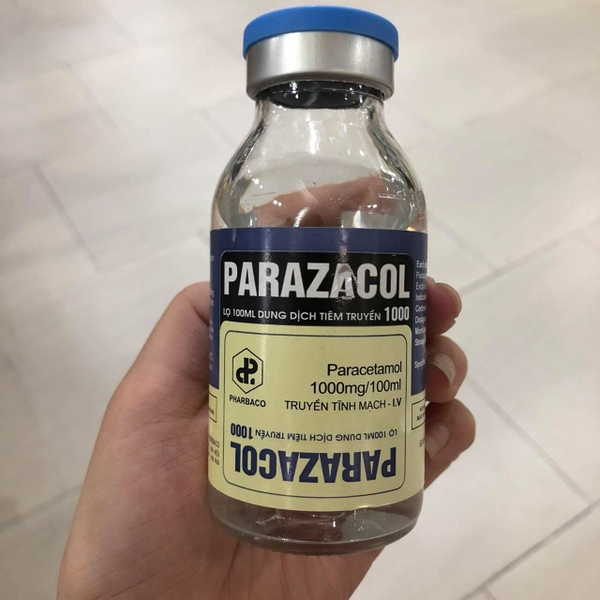 PARAZACOL
LỌ 100ML DUNG DỊCH TIÊM TRUYỀN 1000
Paracetamol
1000mg/100ml
TRUYỀN TĨNH MẠCH - I.V
PHARBACO
LỌ 100ML DUNG DỊCH TIÊM TRUYỀN 1000
PARAZACOL